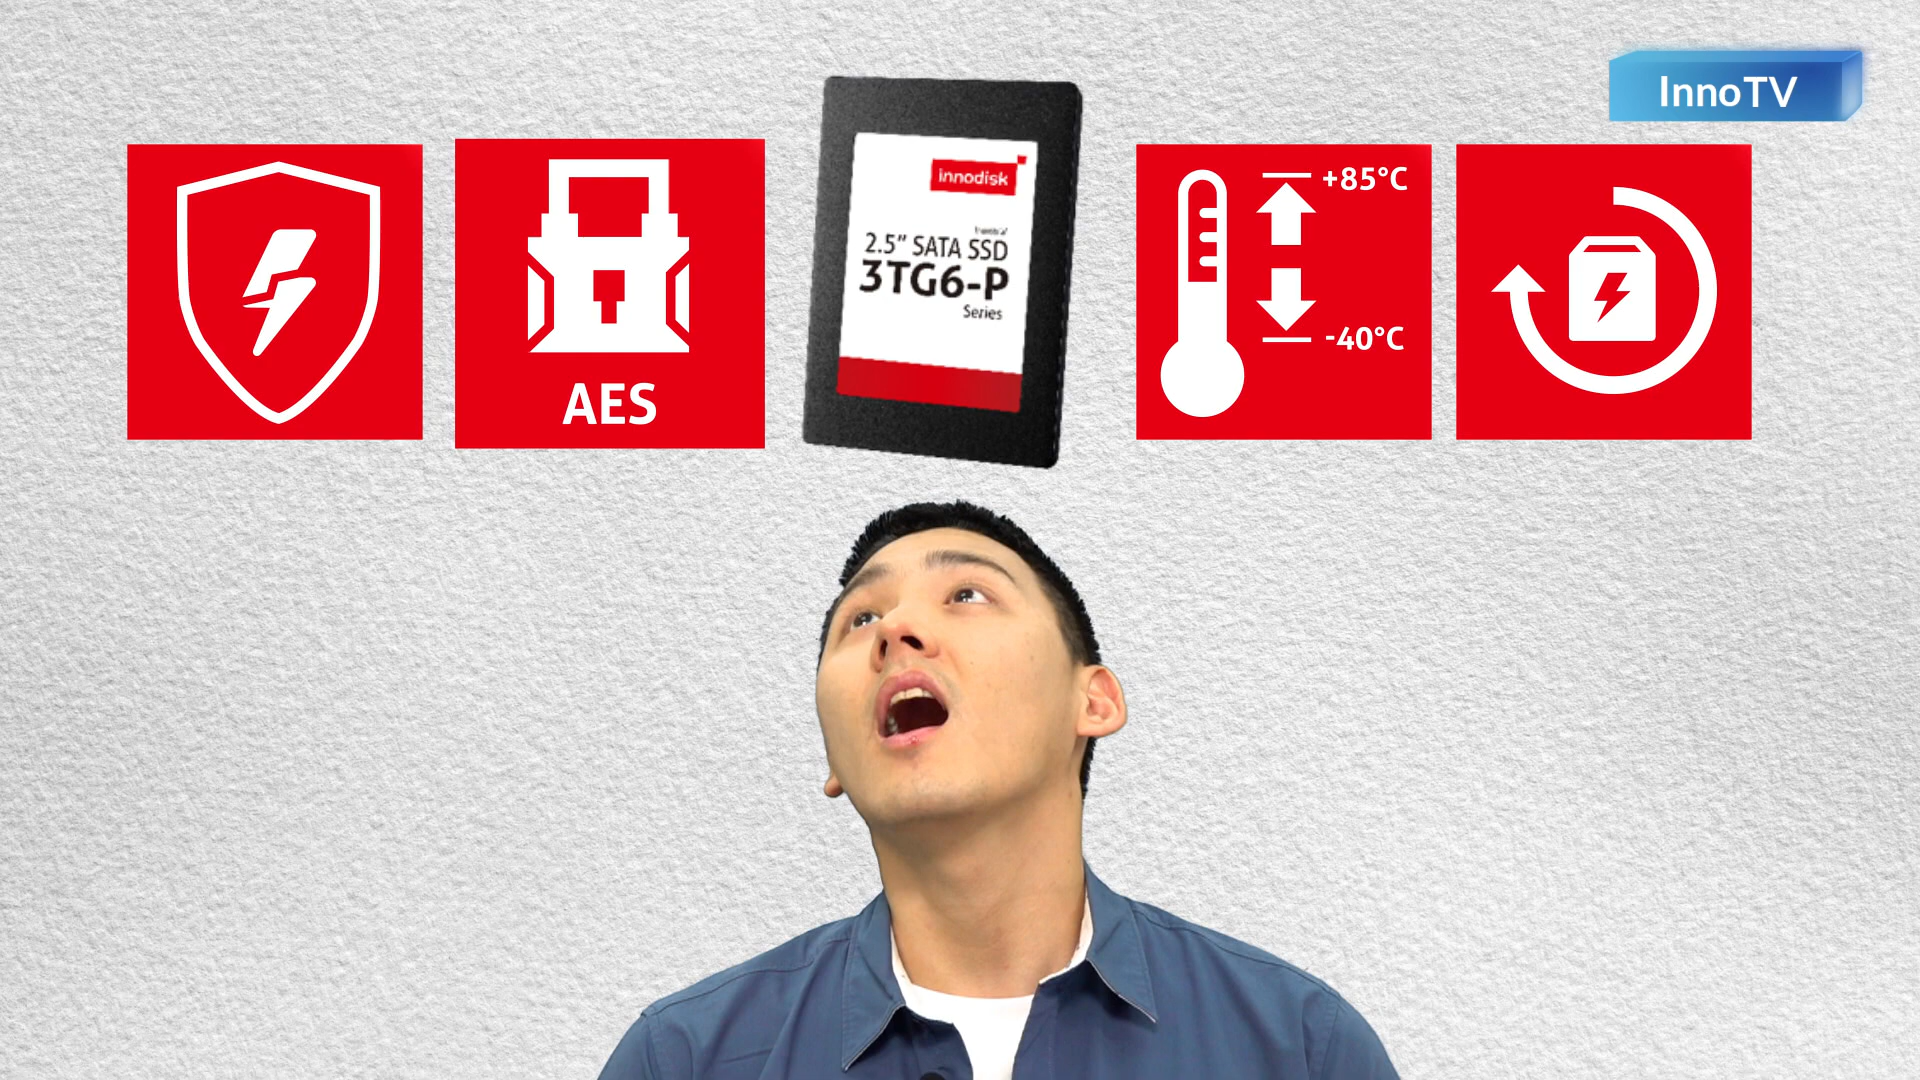 InnoTV
AES
innodisk
2.5" SATA SSD
3TG6-P
Series
+85°C
-40°C